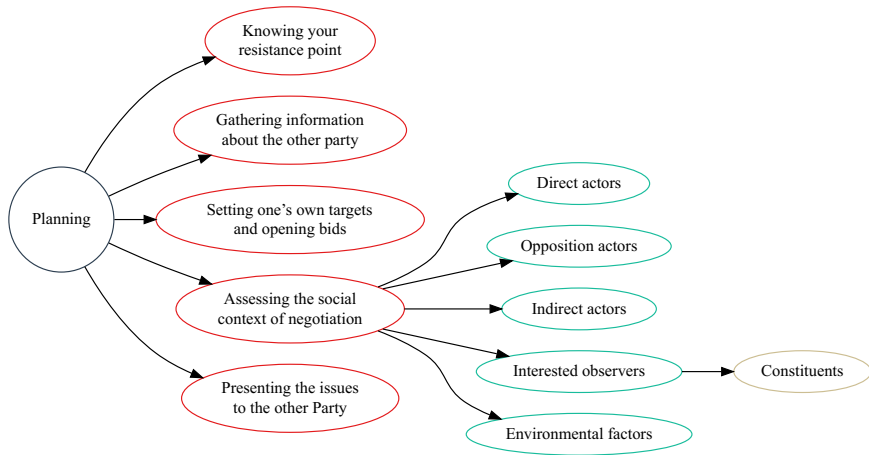 Planning
Knowing your
resistance point
Gathering information
about the other party
Setting one’s own targets
and opening bids
Assessing the social
context of negotiation
Presenting the issues
to the other Party
Direct actors
Opposition actors
Indirect actors
Interested observers
Environmental factors
Constituents